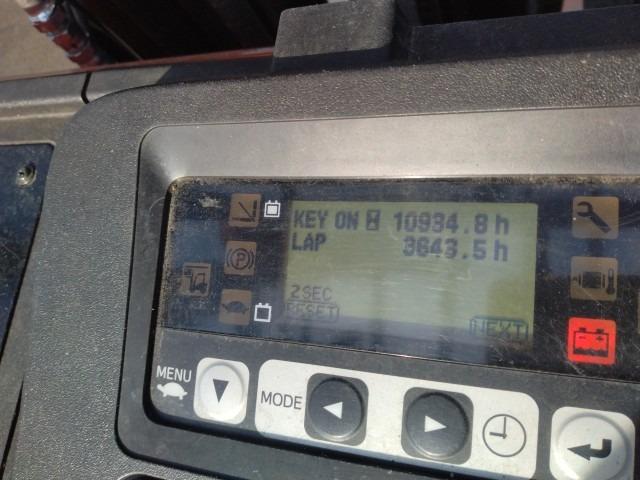 KEY ON 10934.8 h
LAP 3643.5 h
2SEC
RESET NEXT
P
MENU
MODE